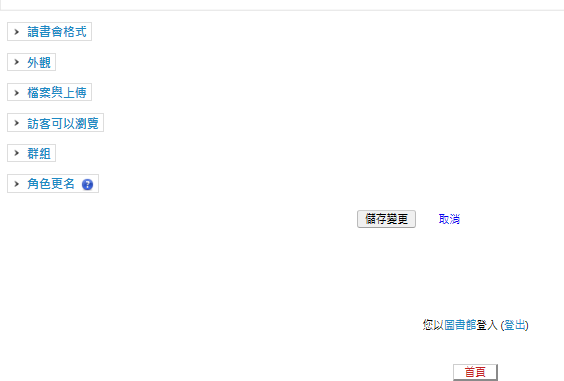 讀書會格式
外觀
檔案與上傳
訪客可以瀏覽
群組
角色更名
儲存變更 取消
您以圖書館登入 (登出)
首頁